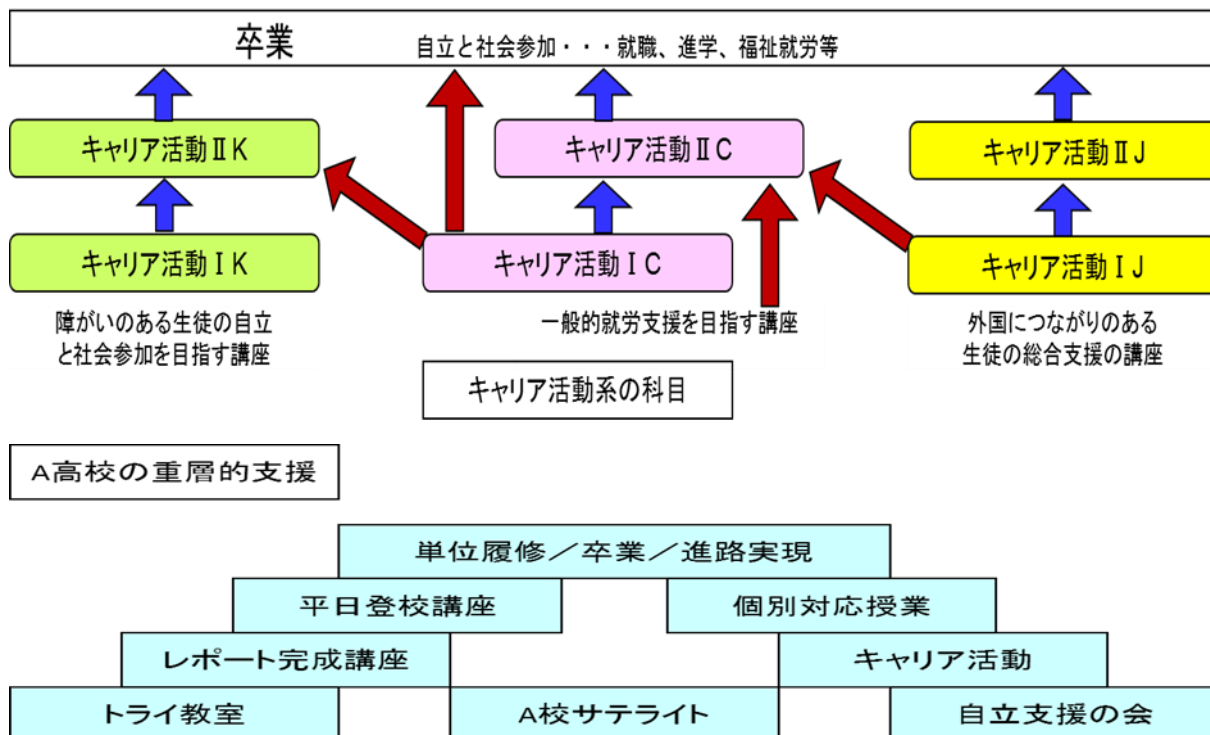 卒業 自立と社会参加・・・就職、進学、福祉就労等
キャリア活動ⅡK
キャリア活動ⅡC
キャリア活動ⅡJ
キャリア活動ⅠK
キャリア活動ⅠC
キャリア活動ⅠJ
障がいのある生徒の自立
と社会参加を目指す講座
一般的就労支援を目指す講座
外国につながりのある
生徒の総合支援の講座
キャリア活動系の科目
A高校の重層的支援
単位履修／卒業／進路実現
平日登校講座
個別対応授業
レポート完成講座
キャリア活動
トライ教室
A校サテライト
自立支援の会